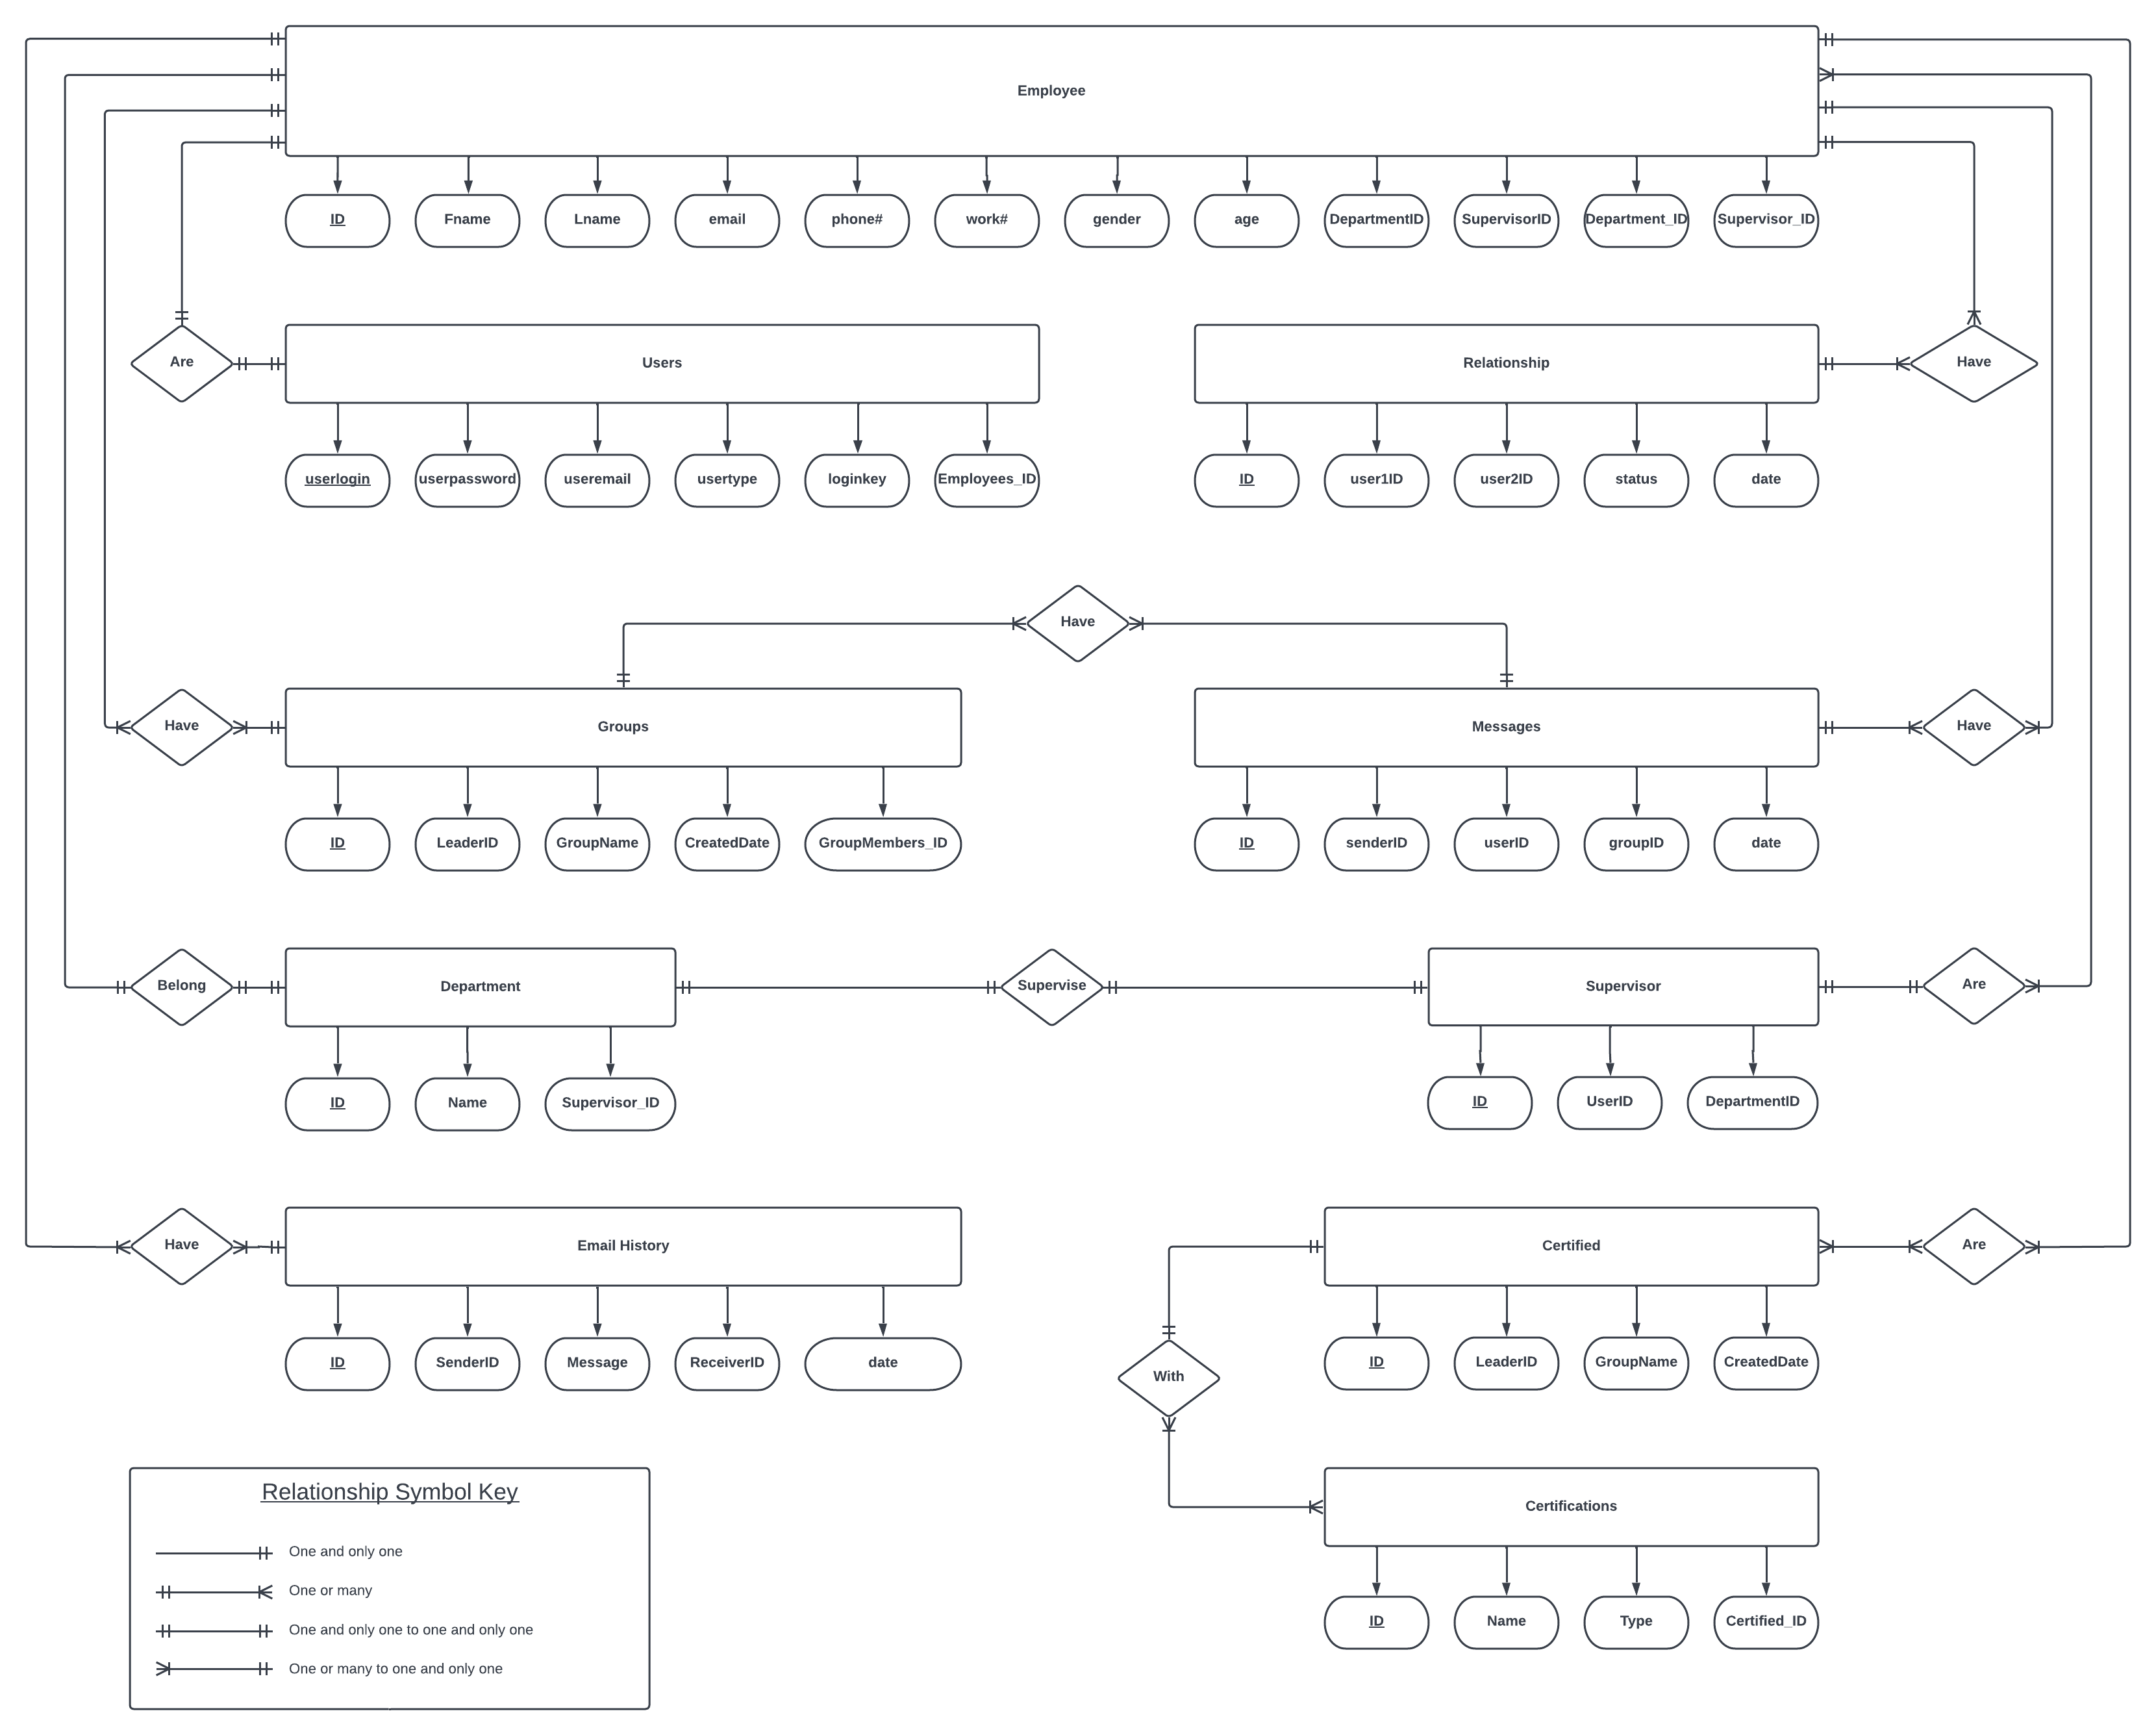 Employee
ID
Fname
Lname
email
phone#
work#
gender
age
DepartmentID
SupervisorID
Department_ID
Supervisor_ID
Are
Users
Relationship
Have
userlogin
userpassword
useremail
usertype
loginkey
Employees_ID
ID
user1ID
user2ID
status
date
Have
Have
Groups
Messages
Have
ID
LeaderID
GroupName
CreatedDate
GroupMembers_ID
ID
senderID
userID
groupID
date
Belong
Department
Supervise
Supervisor
Are
ID
Name
Supervisor_ID
ID
UserID
DepartmentID
Have
Email History
Certified
Are
ID
SenderID
Message
ReceiverID
date
With
ID
LeaderID
GroupName
CreatedDate
Certifications
ID
Name
Type
Certified_ID
Relationship Symbol Key
One and only one
One or many
One and only one to one and only one
One or many to one and only one